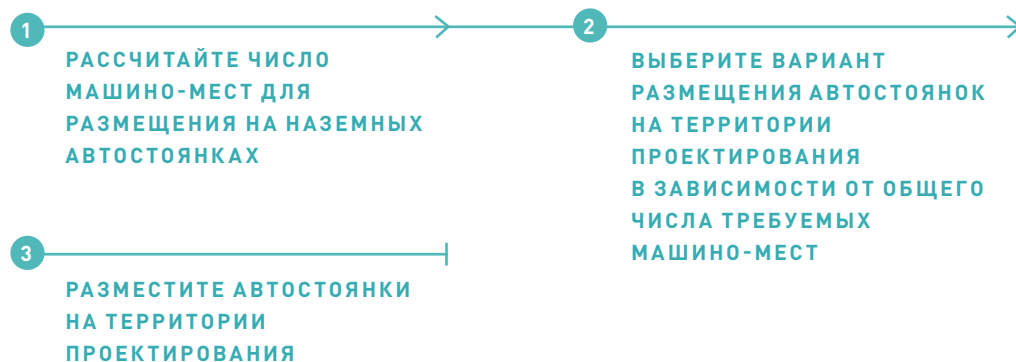 1
РАССЧИТАЙТЕ ЧИСЛО
МАШИНО-МЕСТ ДЛЯ
РАЗМЕЩЕНИЯ НА НАЗЕМНЫХ
АВТОСТОЯНКАХ
2
ВЫБЕРИТЕ ВАРИАНТ
РАЗМЕЩЕНИЯ АВТОСТОЯНОК
НА ТЕРРИТОРИИ
ПРОЕКТИРОВАНИЯ
В ЗАВИСИМОСТИ ОТ ОБЩЕГО
ЧИСЛА ТРЕБУЕМЫХ
МАШИНО-МЕСТ
3
РАЗМЕСТИТЕ АВТОСТОЯНКИ
НА ТЕРРИТОРИИ
ПРОЕКТИРОВАНИЯ